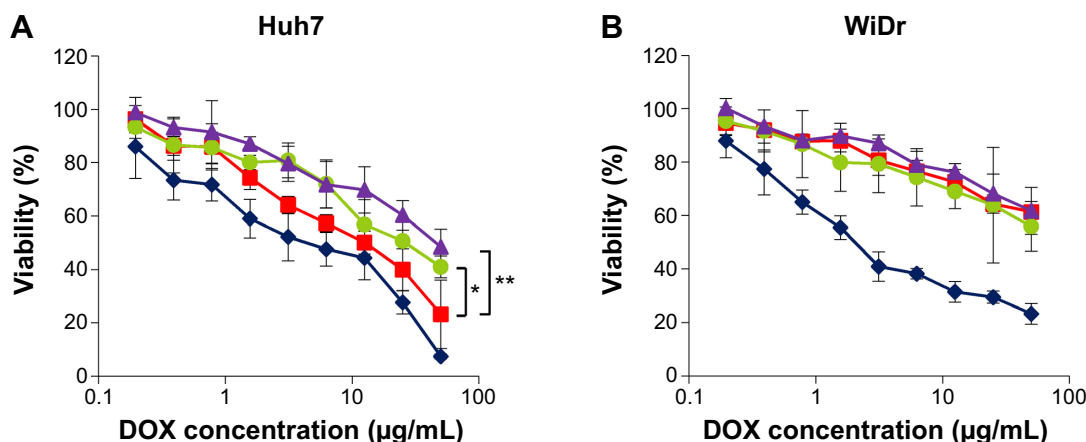 A
Huh7
120
100
80
60
40
20
0
0.1 1 10 100
Viability (%)
DOX concentration (µg/mL)
* **
B
WiDr
120
100
80
60
40
20
0
0.1 1 10 100
Viability (%)
DOX concentration (µg/mL)